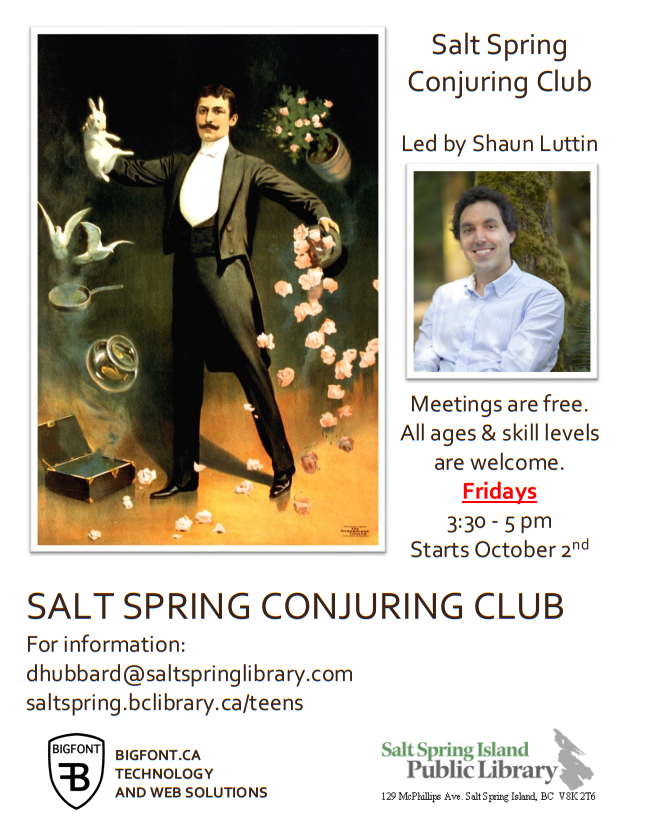 Salt Spring
Conjuring Club
Led by Shaun Luttin
Meetings are free.
All ages & skill levels
are welcome.
Fridays
3:30 - 5 pm
Starts October 2nd
SALT SPRING CONJURING CLUB
For information:
dhubbard@saltspringlibrary.com
saltspring.bclibrary.ca/teens
BIGFONT
FB
BIGFONT.CA
TECHNOLOGY
AND WEB SOLUTIONS
Salt Spring Island
Public Library
129 McPhillips Ave. Salt Spring Island, BC V8K 2T6